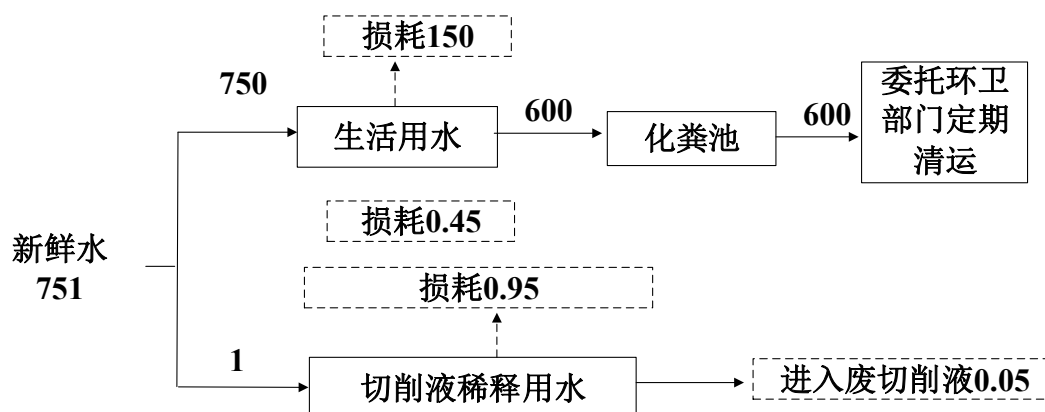 损耗150
750
生活用水
600
化粪池
600
委托环卫
部门定期
清运
损耗0.45
新鲜水
751
损耗0.95
1
切削液稀释用水
进入废切削液0.05